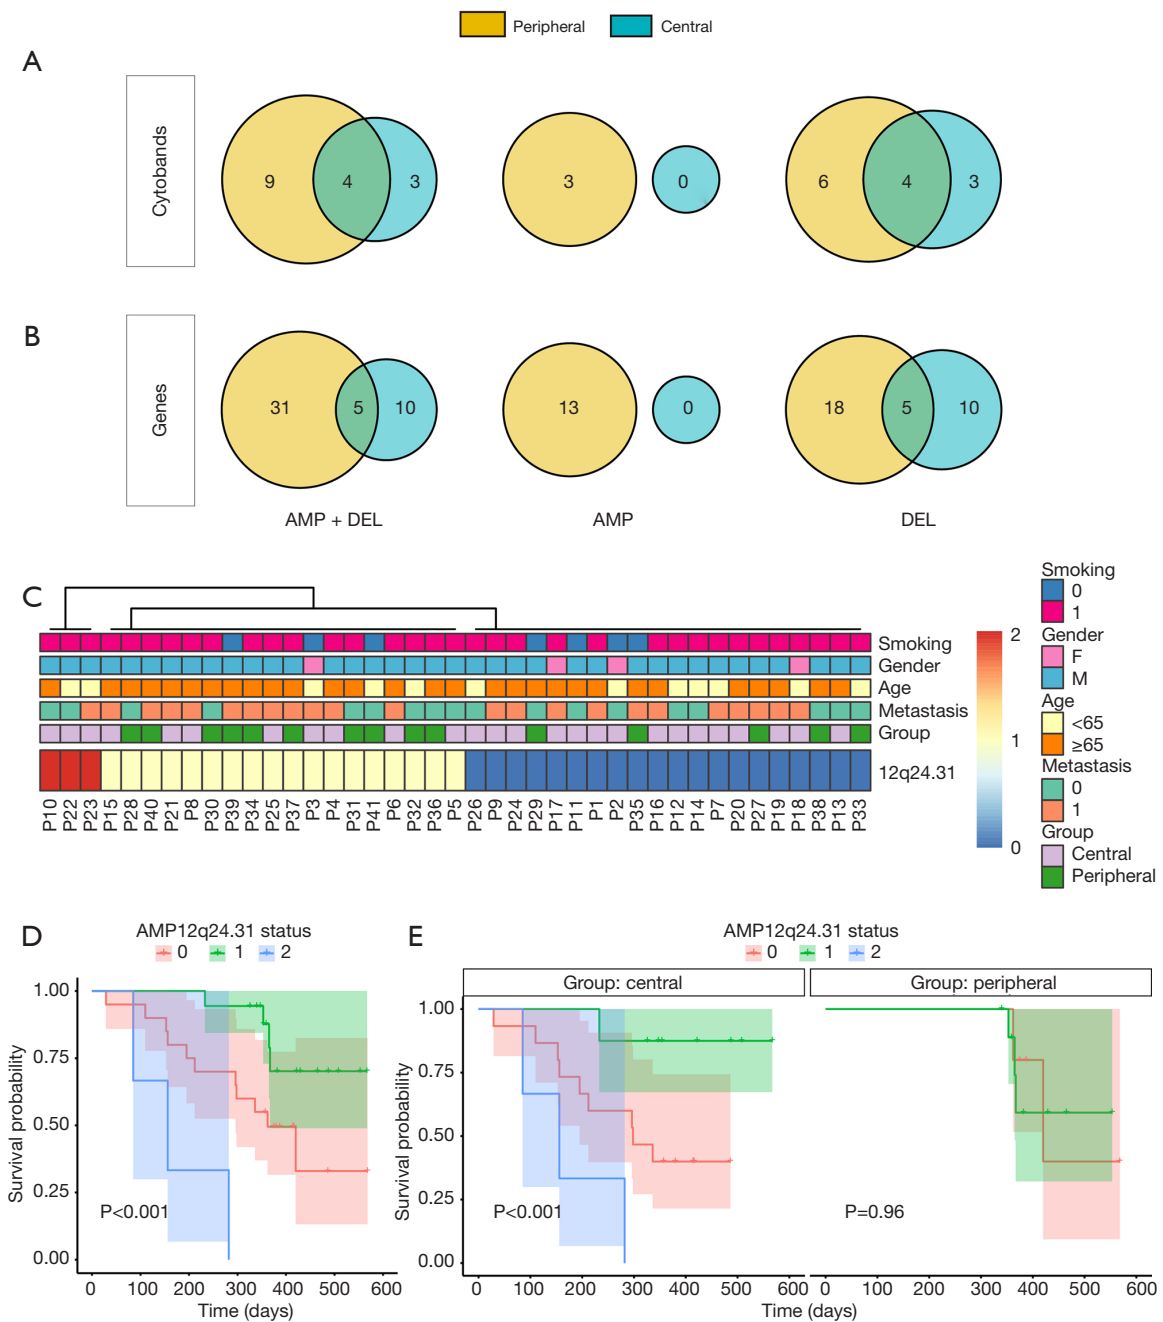 Peripheral Central
A
Cytobands
9 4 3
3 0
6 4 3
B
Genes
31 5 10
13 0
18 5 10
AMP + DEL AMP DEL
C
Smoking
Gender
Age
Metastasis
Group
12q24.31
P10 P22 P23 P15 P28 P40 P21 P8 P30 P39 P34 P25 P37 P3 P4 P31 P41 P6 P32 P36 P5 P26 P9 P24 P29 P17 P11 P1 P2 P35 P16 P12 P14 P7 P20 P27 P19 P18 P38 P13 P33
2
1
0
Smoking
0
1
Gender
F
M
Age
<65
≥65
Metastasis
0
1
Group
Central
Peripheral
D
AMP12q24.31 status
0 1 2
Survival probability
1.00
0.75
0.50
0.25
0.00
P<0.001
0 100 200 300 400 500 600
Time (days)
E
AMP12q24.31 status
0 1 2
Group: central Group: peripheral
Survival probability
1.00
0.75
0.50
0.25
0.00
P<0.001 P=0.96
0 100 200 300 400 500 600 0 100 200 300 400 500 600
Time (days)